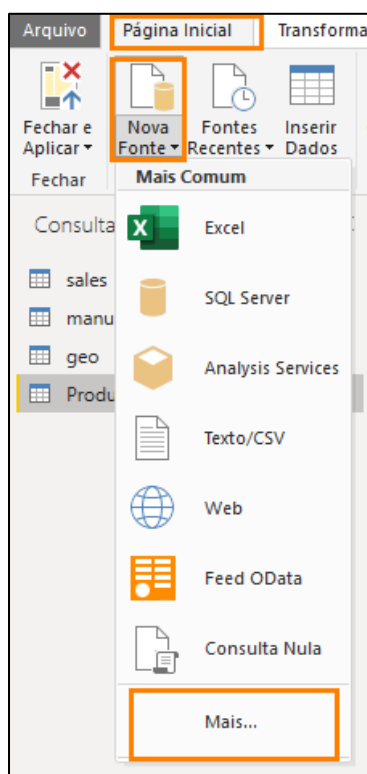 Arquivo Página Inicial Transforma
Fechar e Aplicar
Nova Fonte
Fontes Recentes
Inserir Dados
Fechar
Mais Comum
Consulta
Excel
sales
SQL Server
manu
geo
Analysis Services
Produ
Texto/CSV
Web
Feed OData
Consulta Nula
Mais...